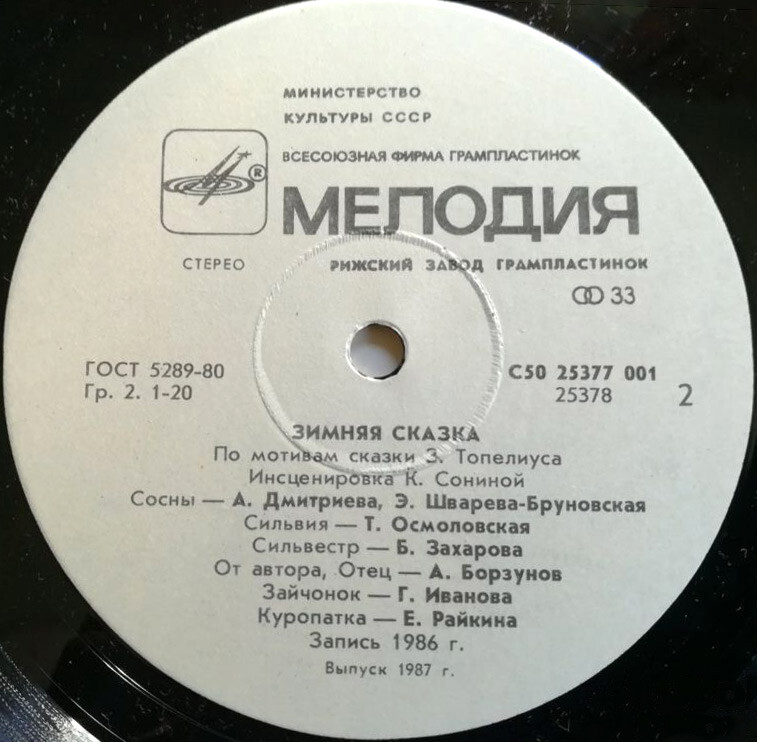 МИНИСТЕРСТВО
КУЛЬТУРЫ СССР
ВСЕСОЮЗНАЯ ФИРМА ГРАМПЛАСТИНОК
®
МЕЛОДИЯ
СТЕРЕО
РИЖСКИЙ ЗАВОД ГРАМПЛАСТИНОК
33
ГОСТ 5289-80
Гр. 2. 1-20
С50 25377 001
25378
2
ЗИМНЯЯ СКАЗКА
По мотивам сказки З. Топелиуса
Инсценировка К. Сониной
Сосны — А. Дмитриева, Э. Шварева-Бруновская
Сильвия — Т. Осмоловская
Сильвестр — Б. Захарова
От автора, Отец — А. Борзунов
Зайчонок — Г. Иванова
Куропатка — Е. Райкина
Запись 1986 г.
Выпуск 1987 г.